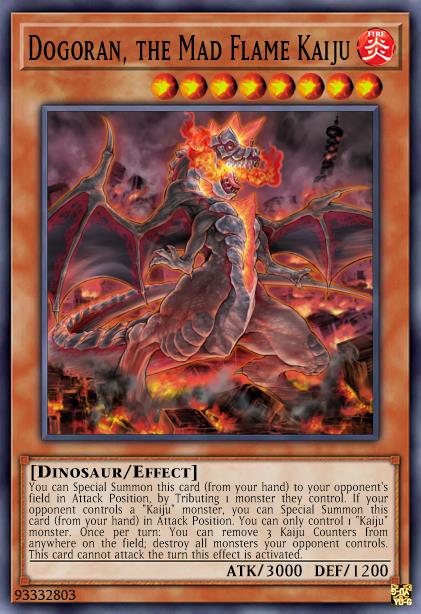 Dogoran, the Mad Flame Kaiju
FIRE
炎
[Dinosaur/Effect]
You can Special Summon this card (from your hand) to your opponent's
field in Attack Position, by Tributing 1 monster they control. If your
opponent controls a "Kaiju" monster, you can Special Summon this
card (from your hand) in Attack Position. You can only control 1 "Kaiju"
monster. Once per turn: You can remove 3 Kaiju Counters from
anywhere on the field; destroy all monsters your opponent controls.
This card cannot attack the turn this effect is activated.
ATK/3000 DEF/1200
93332803